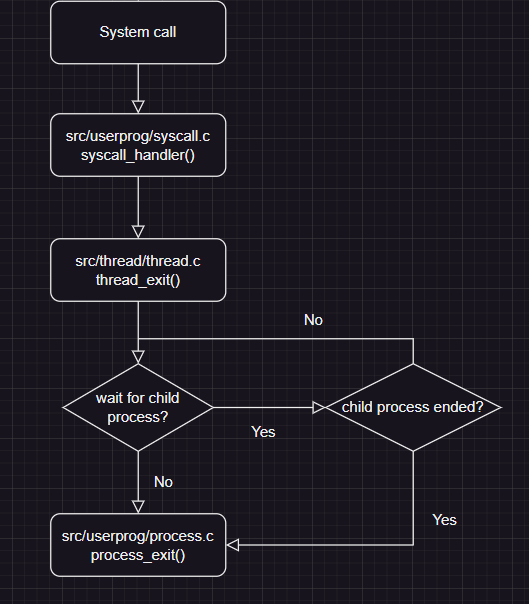 System call
src/userprog/syscall.c
syscall_handler()
src/thread/thread.c
thread_exit()
No
wait for child
process?
child process ended?
Yes
No
src/userprog/process.c
process_exit()
Yes